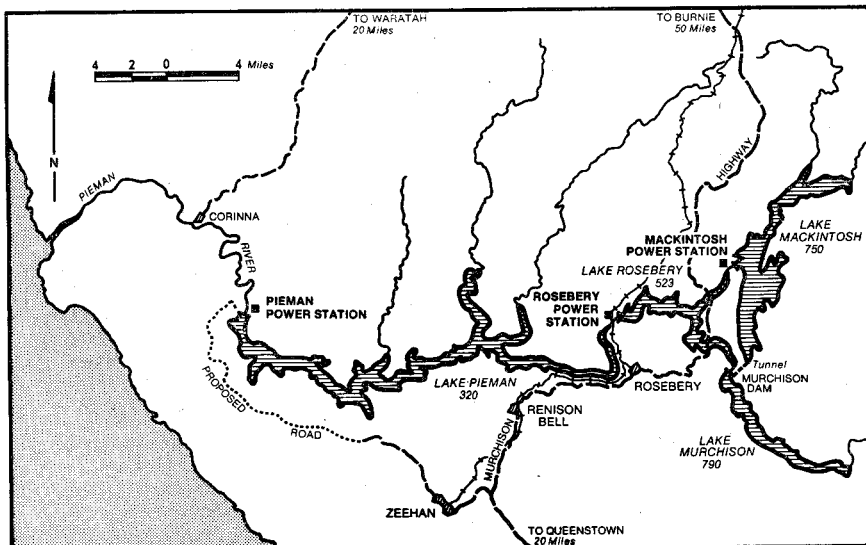 TO WARATAH
20 Miles
TO BURNIE
50 Miles
4 2 0 4 Miles
N
PIEMAN
CORINNA
RIVER
HIGHWAY
LAKE
MACKINTOSH
750
MACKINTOSH
POWER STATION
LAKE ROSEBERY
523
PIEMAN
POWER STATION
ROSEBERY
POWER
STATION
PROPOSED
ROAD
LAKE PIEMAN
320
ROSEBERY
Tunnel
MURCHISON
DAM
RENISON
BELL
MURCHISON
LAKE
MURCHISON
790
ZEEHAN
TO QUEENSTOWN
20 Miles